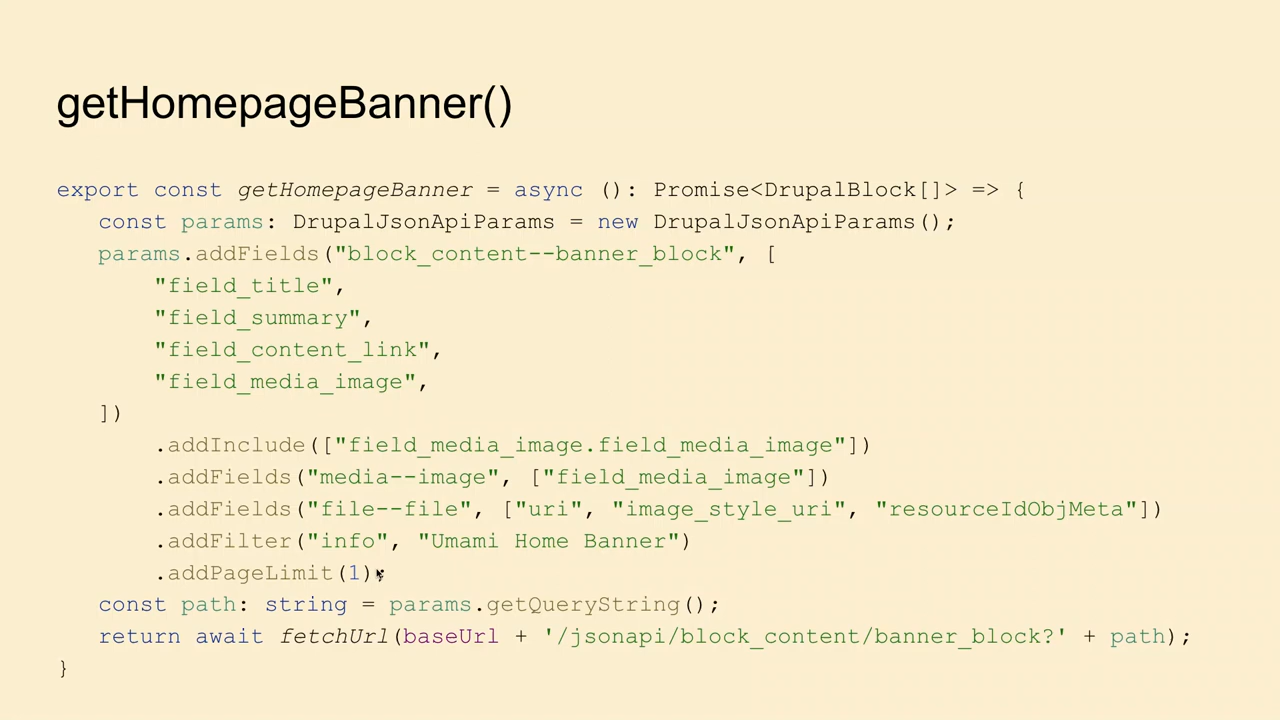 getHomepageBanner()
export const getHomepageBanner = async (): Promise<DrupalBlock[]> => {
const params: DrupalJsonApiParams = new DrupalJsonApiParams();
params.addFields("block_content--banner_block", [
"field_title",
"field_summary",
"field_content_link",
"field_media_image",
])
.addInclude(["field_media_image.field_media_image"])
.addFields("media--image", ["field_media_image"])
.addFields("file--file", ["uri", "image_style_uri", "resourceIdObjMeta"])
.addFilter("info", "Umami Home Banner")
.addPageLimit(1);
const path: string = params.getQueryString();
return await fetchUrl(baseUrl + '/jsonapi/block_content/banner_block?' + path);
}